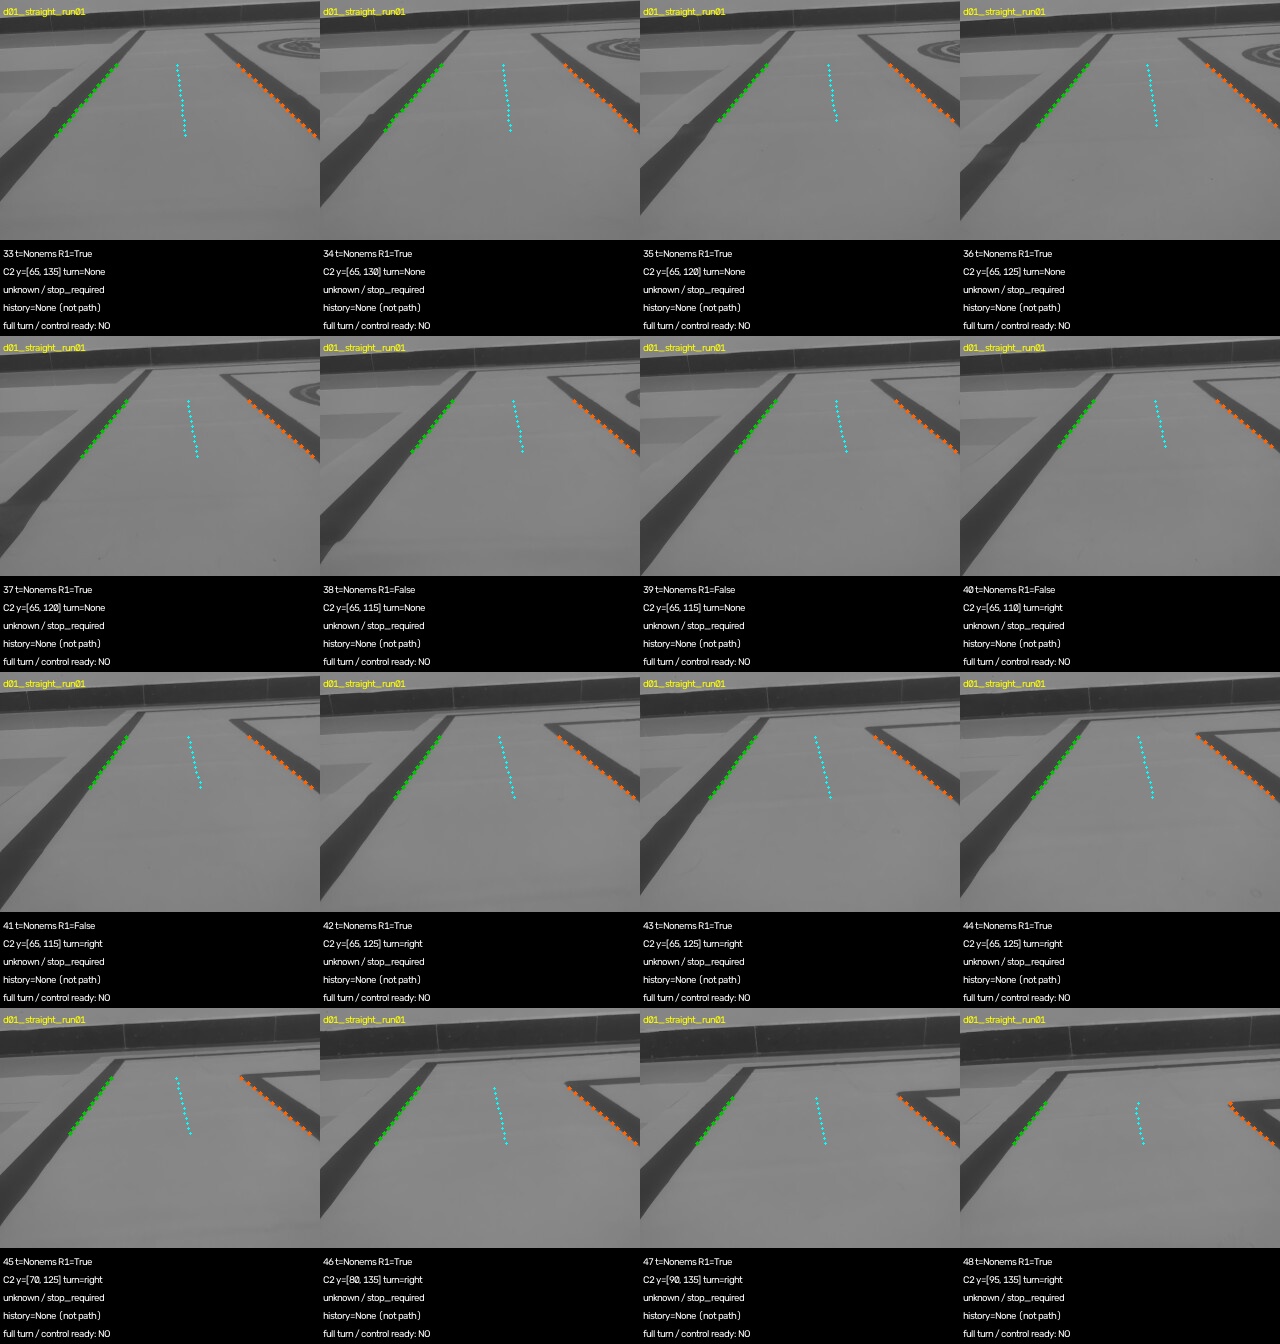 d01_straight_run01
d01_straight_run01
d01_straight_run01
d01_straight_run01
33 t=Nonems R1=True
C2 y=[65, 135] turn=None
unknown / stop_required
history=None (not path)
full turn / control ready: NO
34 t=Nonems R1=True
C2 y=[65, 130] turn=None
unknown / stop_required
history=None (not path)
full turn / control ready: NO
35 t=Nonems R1=True
C2 y=[65, 120] turn=None
unknown / stop_required
history=None (not path)
full turn / control ready: NO
36 t=Nonems R1=True
C2 y=[65, 125] turn=None
unknown / stop_required
history=None (not path)
full turn / control ready: NO
d01_straight_run01
d01_straight_run01
d01_straight_run01
d01_straight_run01
37 t=Nonems R1=True
C2 y=[65, 120] turn=None
unknown / stop_required
history=None (not path)
full turn / control ready: NO
38 t=Nonems R1=False
C2 y=[65, 115] turn=None
unknown / stop_required
history=None (not path)
full turn / control ready: NO
39 t=Nonems R1=False
C2 y=[65, 115] turn=None
unknown / stop_required
history=None (not path)
full turn / control ready: NO
40 t=Nonems R1=False
C2 y=[65, 110] turn=right
unknown / stop_required
history=None (not path)
full turn / control ready: NO
d01_straight_run01
d01_straight_run01
d01_straight_run01
d01_straight_run01
41 t=Nonems R1=False
C2 y=[65, 115] turn=right
unknown / stop_required
history=None (not path)
full turn / control ready: NO
42 t=Nonems R1=True
C2 y=[65, 125] turn=right
unknown / stop_required
history=None (not path)
full turn / control ready: NO
43 t=Nonems R1=True
C2 y=[65, 125] turn=right
unknown / stop_required
history=None (not path)
full turn / control ready: NO
44 t=Nonems R1=True
C2 y=[65, 125] turn=right
unknown / stop_required
history=None (not path)
full turn / control ready: NO
d01_straight_run01
d01_straight_run01
d01_straight_run01
d01_straight_run01
45 t=Nonems R1=True
C2 y=[70, 125] turn=right
unknown / stop_required
history=None (not path)
full turn / control ready: NO
46 t=Nonems R1=True
C2 y=[80, 135] turn=right
unknown / stop_required
history=None (not path)
full turn / control ready: NO
47 t=Nonems R1=True
C2 y=[90, 135] turn=right
unknown / stop_required
history=None (not path)
full turn / control ready: NO
48 t=Nonems R1=True
C2 y=[95, 135] turn=right
unknown / stop_required
history=None (not path)
full turn / control ready: NO